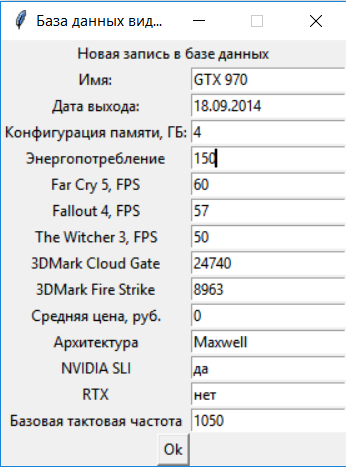 База данных вид...
Новая запись в базе данных
Имя: GTX 970
Дата выхода: 18.09.2014
Конфигурация памяти, ГБ: 4
Энергопотребление 150
Far Cry 5, FPS 60
Fallout 4, FPS 57
The Witcher 3, FPS 50
3DMark Cloud Gate 24740
3DMark Fire Strike 8963
Средняя цена, руб. 0
Архитектура Maxwell
NVIDIA SLI да
RTX нет
Базовая тактовая частота 1050
Ok